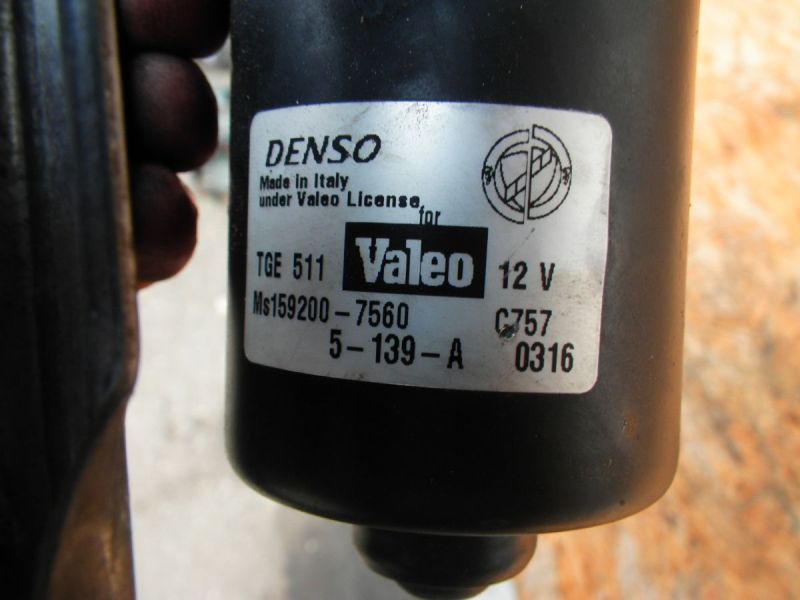 DENSO
Made in Italy
under Valeo License
for
TGE 511 Valeo 12 V
Ms159200-7560 C757
5-139-A 0316